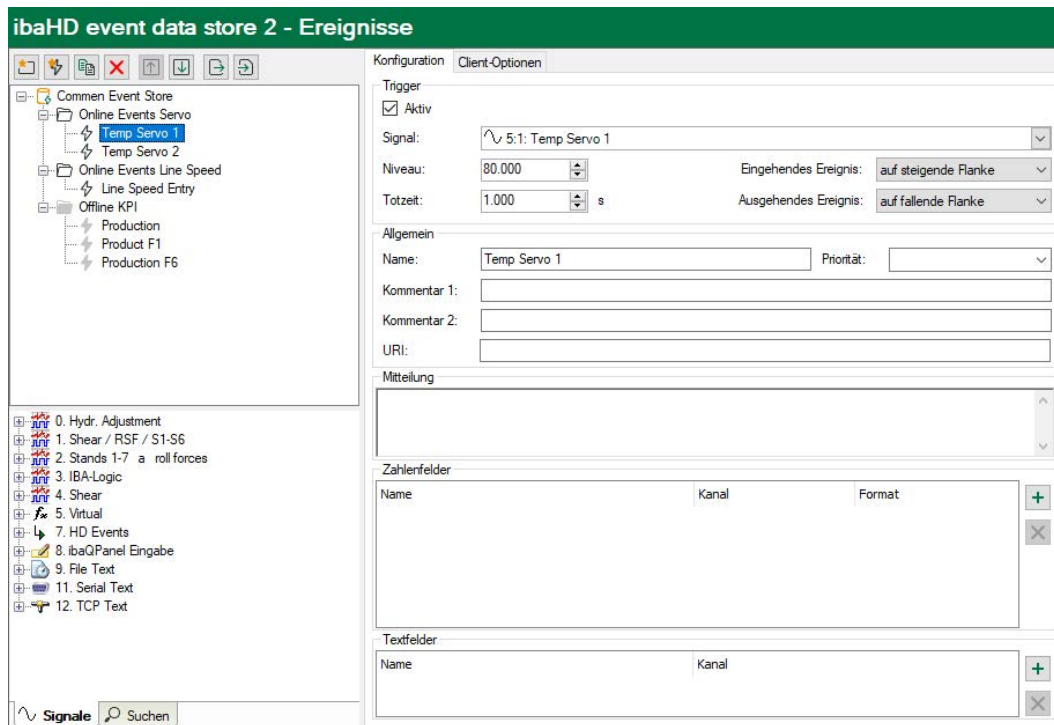 ibaHD event data store 2 - Ereignisse
Commen Event Store
Online Events Servo
Temp Servo 1
Temp Servo 2
Online Events Line Speed
Line Speed Entry
Offline KPI
Production
Product F1
Production F6
0. Hydr. Adjustment
1. Shear / RSF / S1-S6
2. Stands 1-7 a roll forces
3. IBA-Logic
4. Shear
5. Virtual
7. HD Events
8. ibaQPanel Eingabe
9. File Text
11. Serial Text
12. TCP Text
Signale Suchen
Konfiguration Client-Optionen
Trigger
Aktiv
Signal: 5:1: Temp Servo 1
Niveau: 80.000 Eingehendes Ereignis: auf steigende Flanke
Totzeit: 1.000 s Ausgehendes Ereignis: auf fallende Flanke
Allgemein
Name: Temp Servo 1 Priorität:
Kommentar 1:
Kommentar 2:
URI:
Mitteilung
Zahlenfelder
Name Kanal Format
Textfelder
Name Kanal